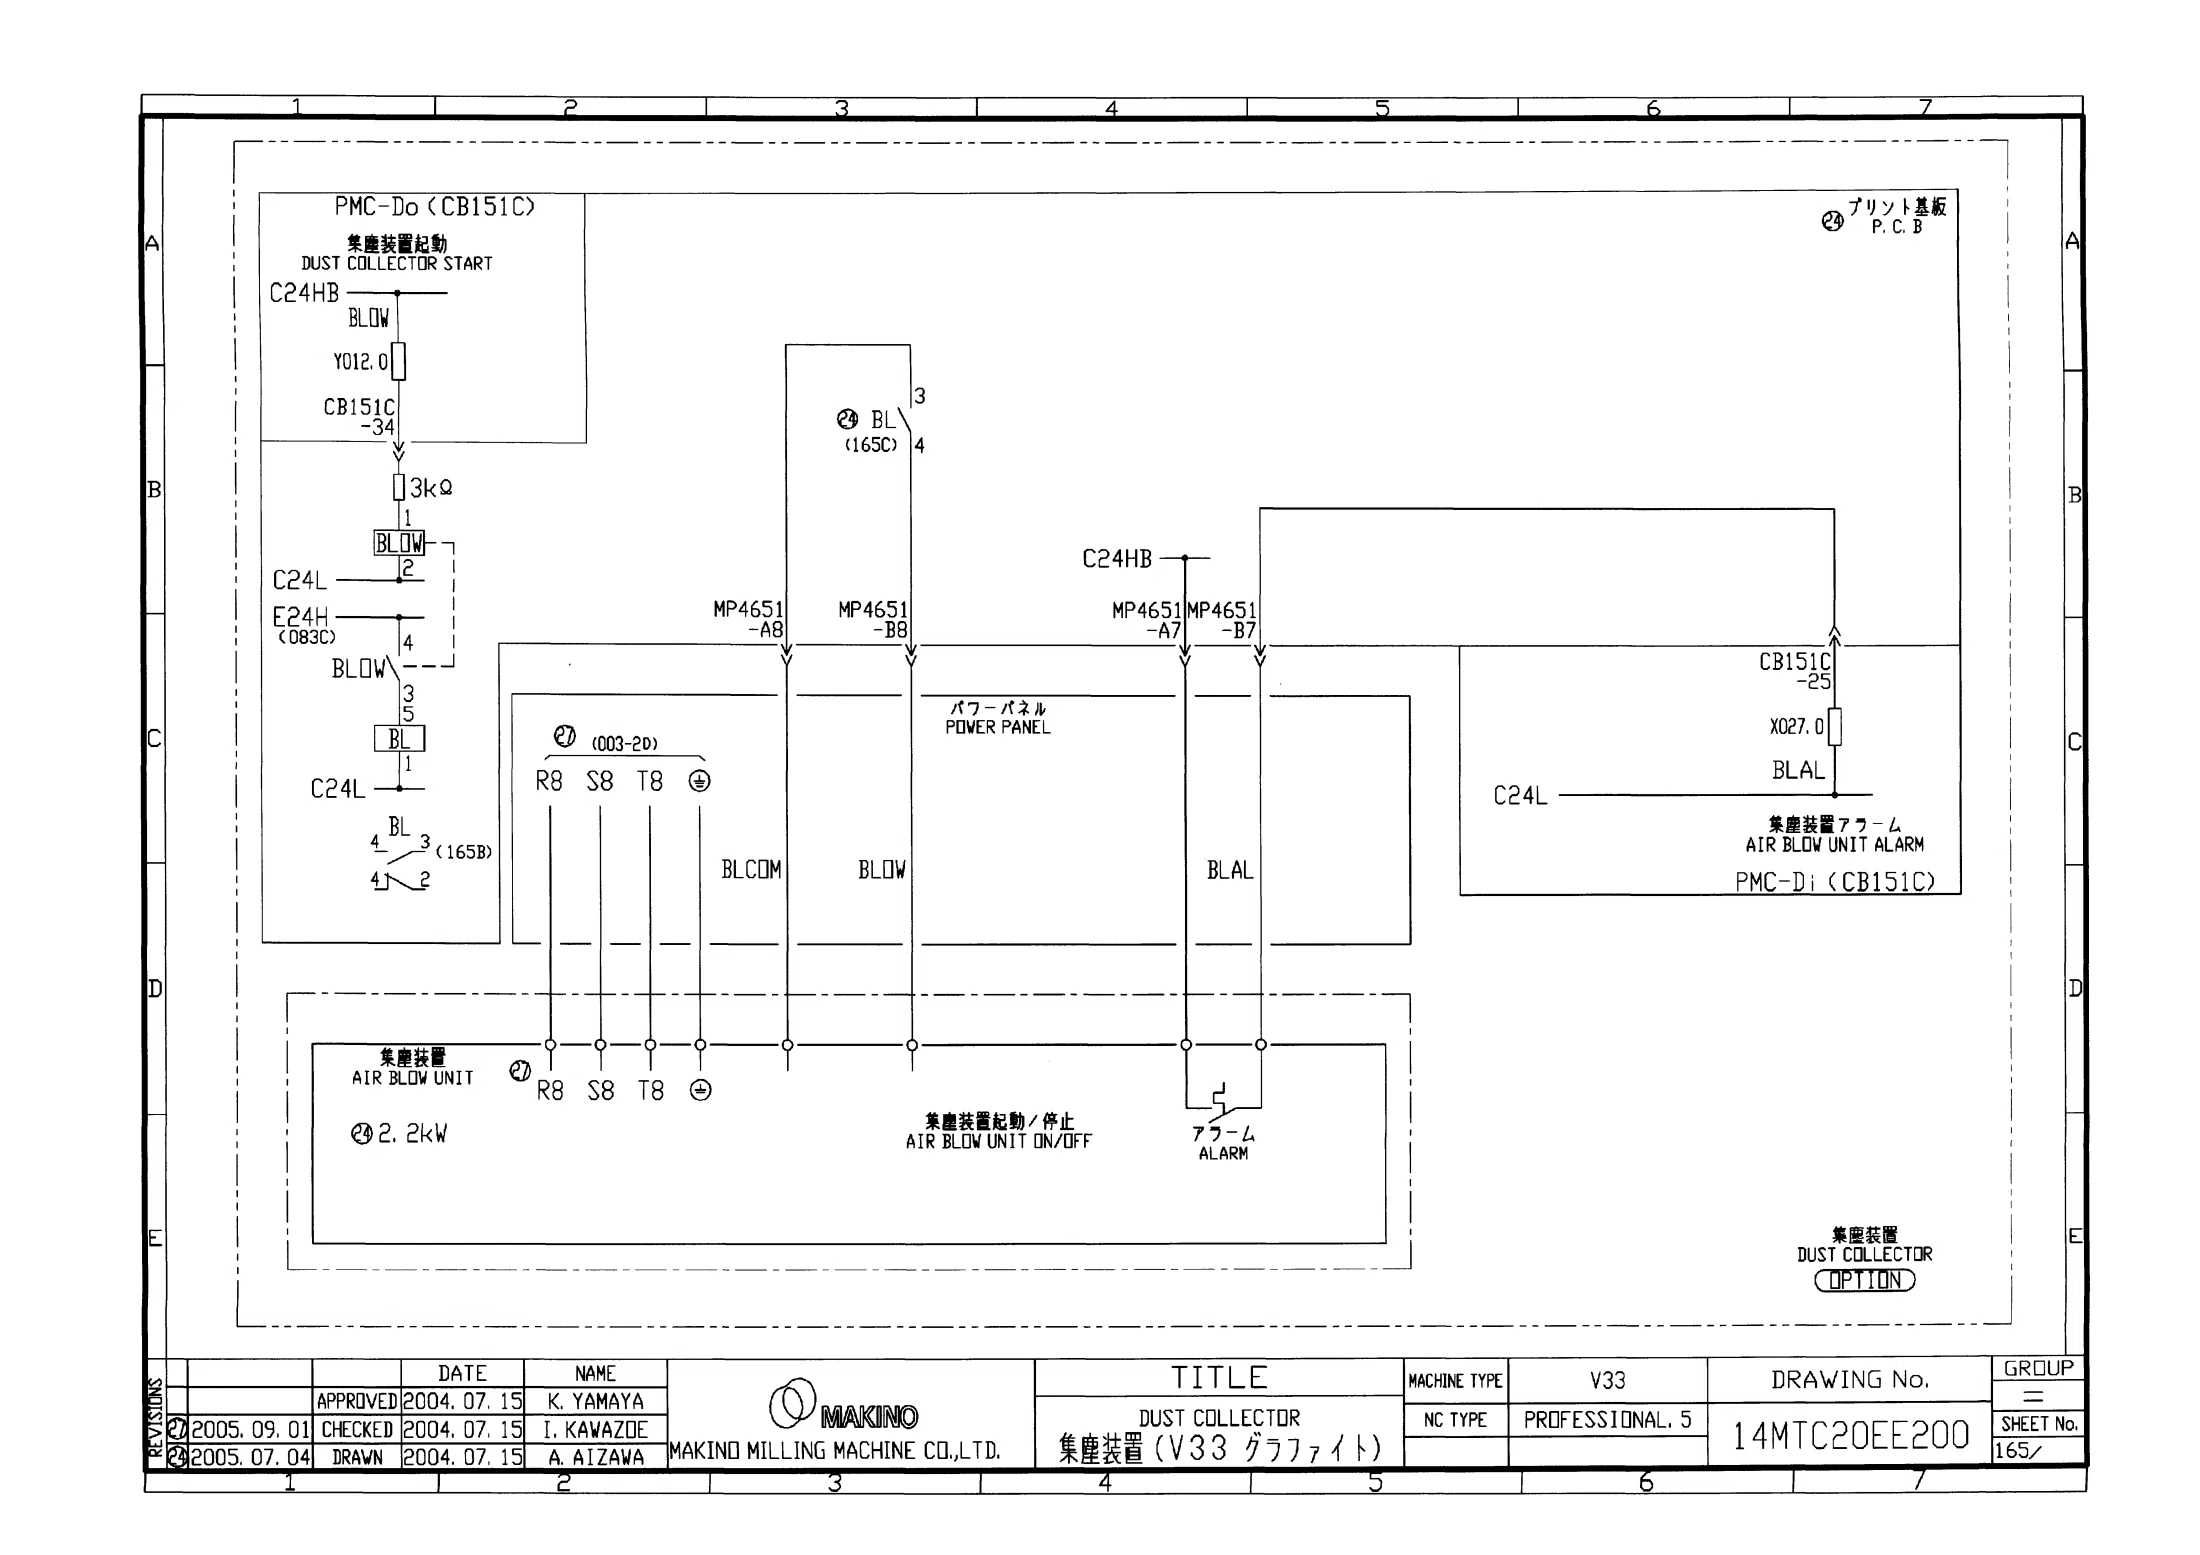 1 2 3 4 5 6 7
A A
B B
C C
D D
E E
PMC-Do (CB151C)
集塵装置起動
DUST COLLECTOR START
C24HB
BLOW
Y012.0
CB151C
-34
3kΩ
1
BLOW
2
C24L
E24H
(083C)
4
BLOW
3
5
BL
1
C24L
BL
4 3 (165B)
4 2
24 プリント基板
P.C.B
3
24 BL
(165C) 4
C24HB
MP4651
-A8
MP4651
-B8
MP4651
-A7
MP4651
-B7
パワーパネル
POWER PANEL
27 (003-2D)
R8 S8 T8
BLCOM
BLOW
BLAL
CB151C
-25
X027.0
BLAL
C24L
集塵装置アラーム
AIR BLOW UNIT ALARM
PMC-Di (CB151C)
集塵装置
AIR BLOW UNIT
27
R8 S8 T8
24 2.2kW
集塵装置起動/停止
AIR BLOW UNIT ON/OFF
アラーム
ALARM
集塵装置
DUST COLLECTOR
OPTION
REVISIONS
DATE NAME
APPROVED 2004.07.15 K. YAMAYA
27 2005.09.01 CHECKED 2004.07.15 I. KAWAZOE
24 2005.07.04 DRAWN 2004.07.15 A. AIZAWA
MAKINO
MAKINO MILLING MACHINE CO.,LTD.
TITLE
DUST COLLECTOR
集塵装置(V33 グラファイト)
MACHINE TYPE V33
NC TYPE PROFESSIONAL.5
DRAWING No.
14MTC20EE200
GROUP
=
SHEET No.
165/
1 2 3 4 5 6 7